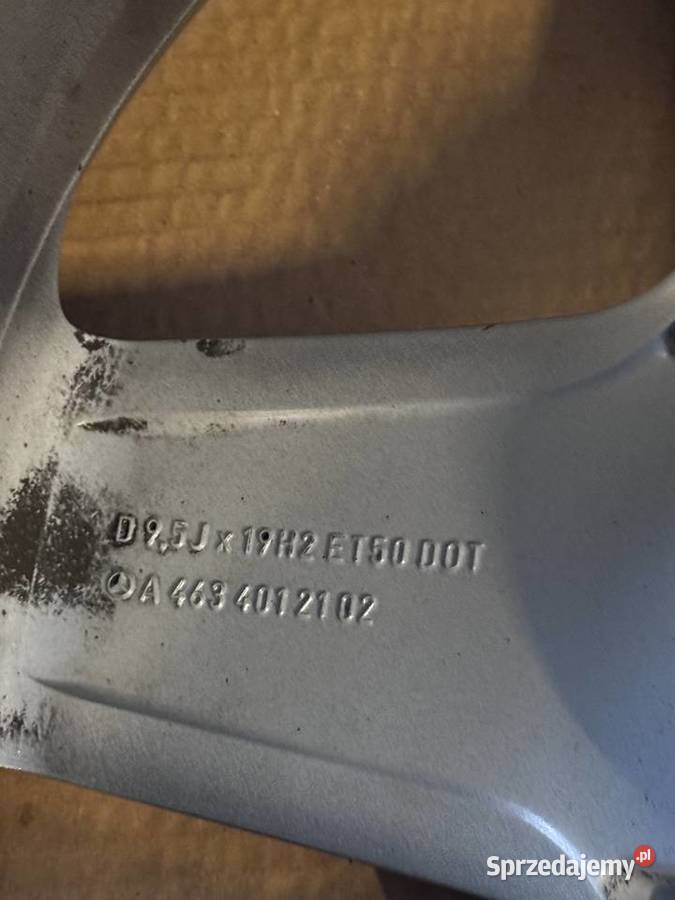 D 9,5J x 19H2 ET50 DOT
A 463 401 21 02
Sprzedajemy.pl